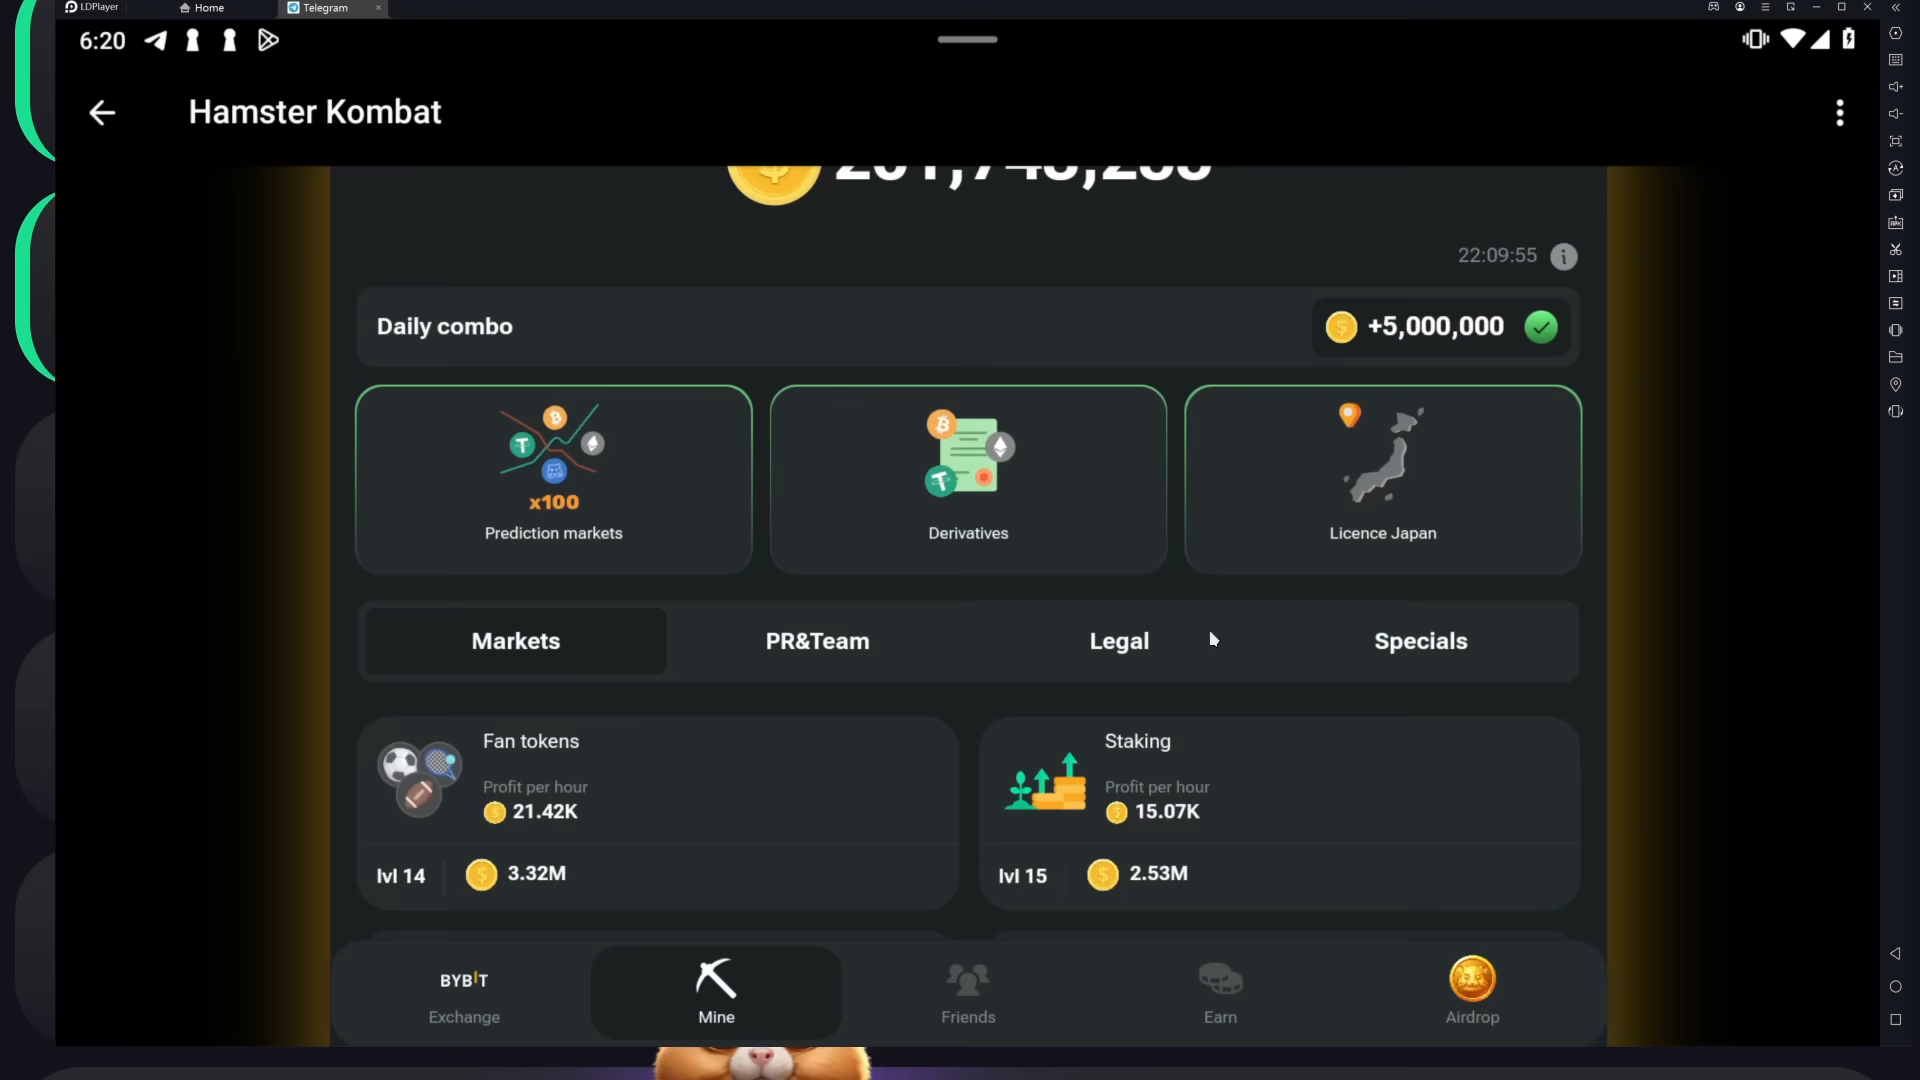 LDPlayer
Home
Telegram
6:20
Hamster Kombat
22:09:55
Daily combo
+5,000,000
x100
Prediction markets
Derivatives
Licence Japan
Markets
PR&Team
Legal
Specials
Fan tokens
Profit per hour
21.42K
lvl 14
3.32M
Staking
Profit per hour
15.07K
lvl 15
2.53M
BYBIT
Exchange
Mine
Friends
Earn
Airdrop